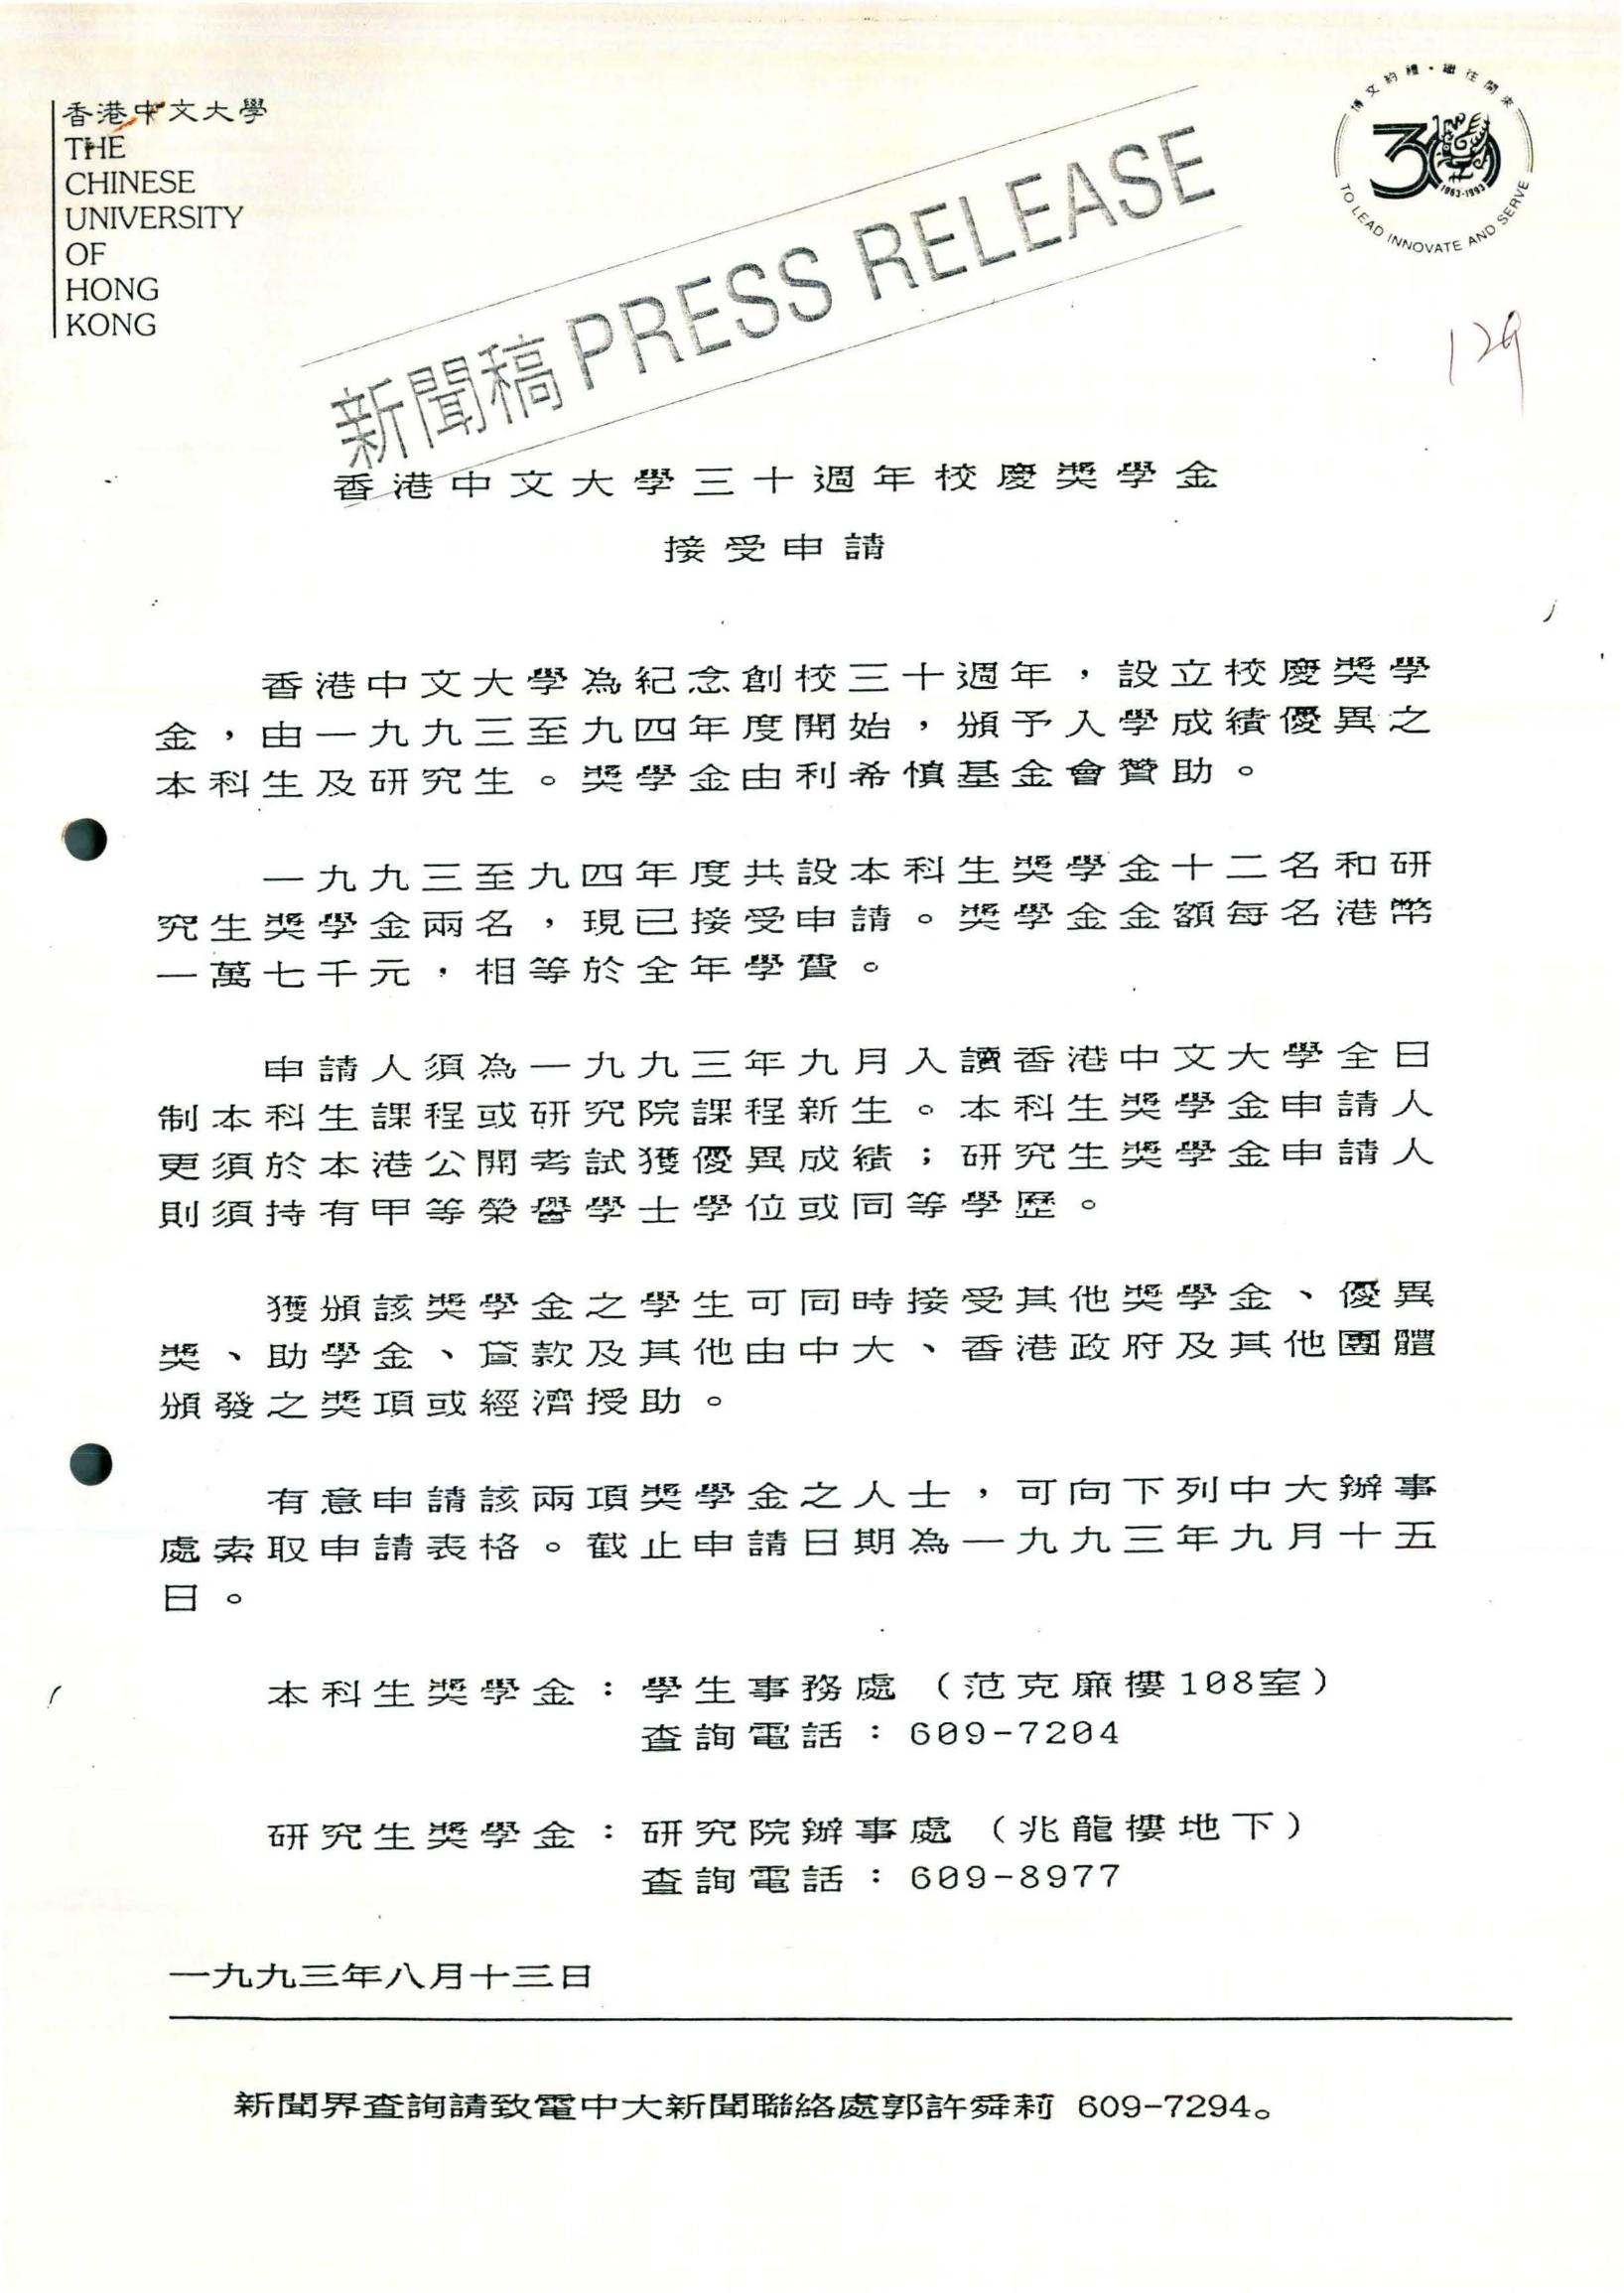 香港中文大學
THE
CHINESE
UNIVERSITY
OF
HONG
KONG
新聞稿 PRESS RELEASE
博文約禮·繼往開來
30
1963-1993
TO LEAD INNOVATE AND SERVE
129
香港中文大學三十週年校慶獎學金
接受申請
香港中文大學為紀念創校三十週年，設立校慶獎學
金，由一九九三至九四年度開始，頒予入學成績優異之
本科生及研究生。獎學金由利希慎基金會贊助。
一九九三至九四年度共設本科生獎學金十二名和研
究生獎學金兩名，現已接受申請。獎學金金額每名港幣
一萬七千元，相等於全年學費。
申請人須為一九九三年九月入讀香港中文大學全日
制本科生課程或研究院課程新生。本科生獎學金申請人
更須於本港公開考試獲優異成績；研究生獎學金申請人
則須持有甲等榮譽學士學位或同等學歷。
獲頒該獎學金之學生可同時接受其他獎學金、優異
獎、助學金、貸款及其他由中大、香港政府及其他團體
頒發之獎項或經濟授助。
有意申請該兩項獎學金之人士，可向下列中大辦事
處索取申請表格。截止申請日期為一九九三年九月十五
日。
本科生獎學金：學生事務處（范克廉樓108室）
查詢電話：609-7204
研究生獎學金：研究院辦事處（兆龍樓地下）
查詢電話：609-8977
一九九三年八月十三日
新聞界查詢請致電中大新聞聯絡處郭許舜莉 609-7294。